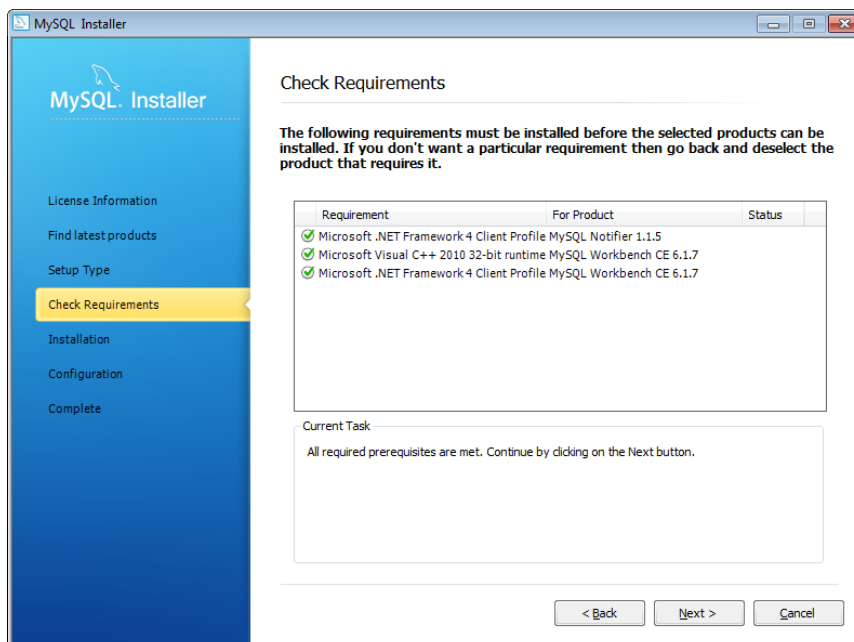 MySQL Installer
MySQL. Installer
License Information
Find latest products
Setup Type
Check Requirements
Installation
Configuration
Complete
Check Requirements
The following requirements must be installed before the selected products can be
installed. If you don't want a particular requirement then go back and deselect the
product that requires it.
Requirement For Product Status
Microsoft .NET Framework 4 Client Profile MySQL Notifier 1.1.5
Microsoft Visual C++ 2010 32-bit runtime MySQL Workbench CE 6.1.7
Microsoft .NET Framework 4 Client Profile MySQL Workbench CE 6.1.7
Current Task
All required prerequisites are met. Continue by clicking on the Next button.
< Back Next > Cancel